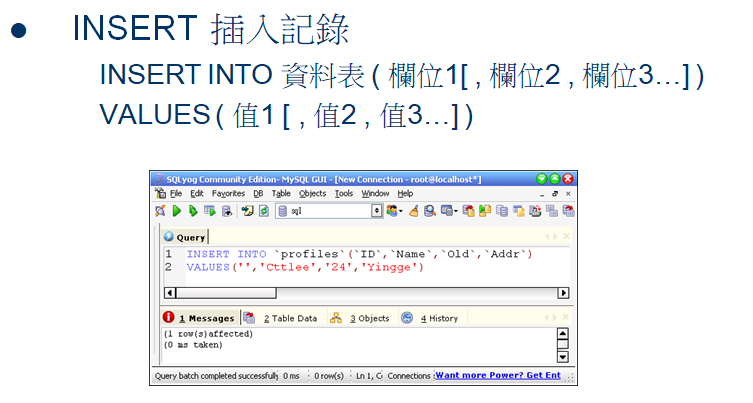 ● INSERT 插入記錄
INSERT INTO 資料表 ( 欄位1[ , 欄位2 , 欄位3…] )
VALUES ( 值1 [ , 值2 , 值3…] )
SQLyog Community Edition- MySQL GUI - [New Connection - root@localhost*]
File Edit Favorites DB Table Objects Tools Window Help
sql
Query
1 INSERT INTO `profiles`(`ID`,`Name`,`Old`,`Addr`)
2 VALUES('','Cttlee','24','Yingge')
1 Messages 2 Table Data 3 Objects 4 History
(1 row(s)affected)
(0 ms taken)
Query batch completed successfully 0 ms 0 row(s) Ln 1, C Connections : Want more Power? Get Ent